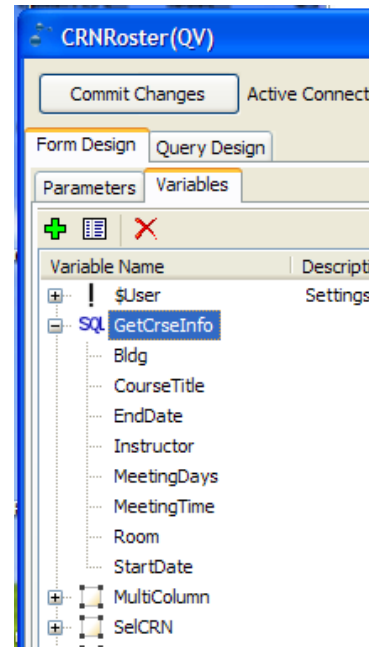 CRNRoster(QV)
Commit Changes Active Connect
Form Design Query Design
Parameters Variables
Variable Name Descripti
! $User Settings
SQL GetCrseInfo
Bldg
CourseTitle
EndDate
Instructor
MeetingDays
MeetingTime
Room
StartDate
MultiColumn
SelCRN